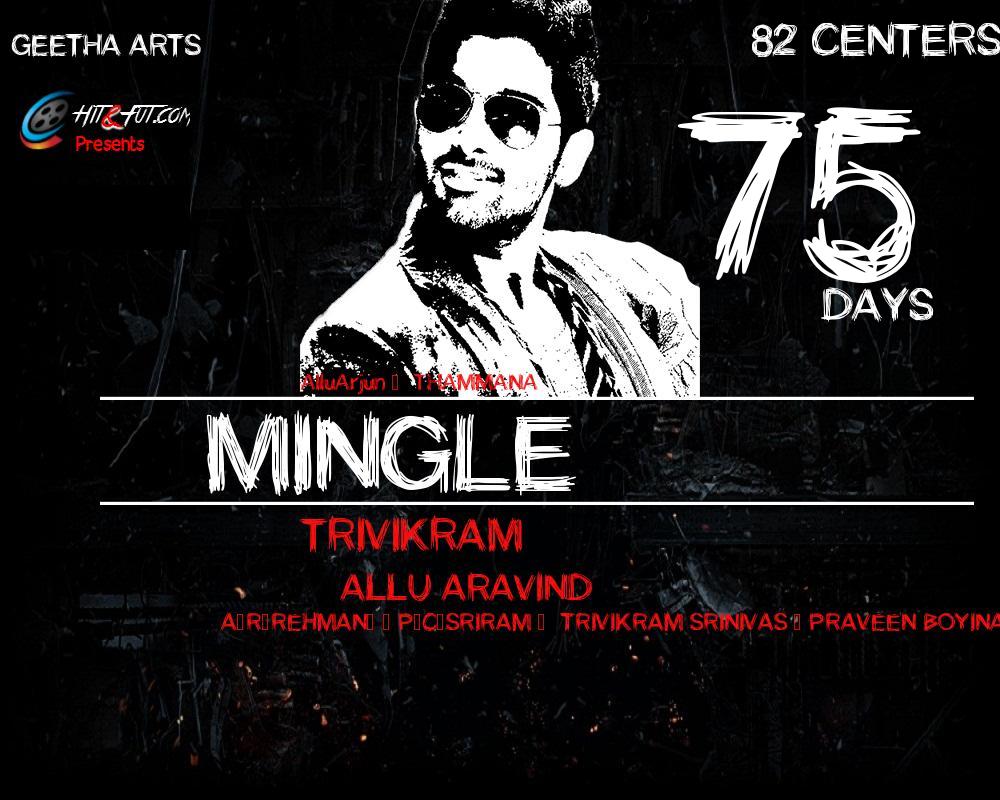 GEETHA ARTS
82 CENTERS
HIT&FUT.COM
Presents
75
DAYS
AlluArjun THAMMANA
MINGLE
TRIVIKRAM
ALLU ARAVIND
A▯R▯REHMAN▯ ▯ P▯C▯SRIRAM ▯ TRIVIKRAM SRINIVAS ▯ PRAVEEN BOYINA